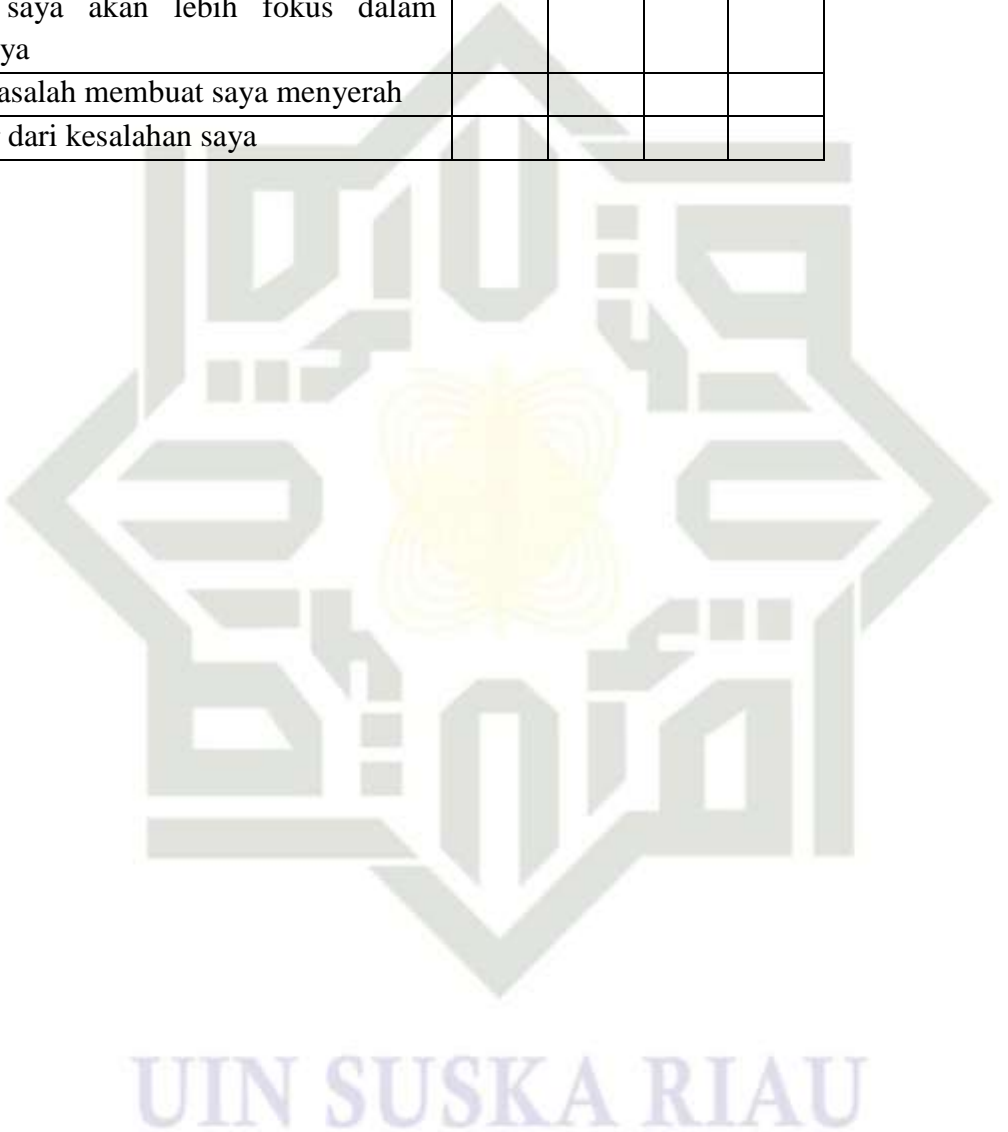 saya akan lebih fokus dalam
ya
asalah membuat saya menyerah
dari kesalahan saya
UIN SUSKA RIAU